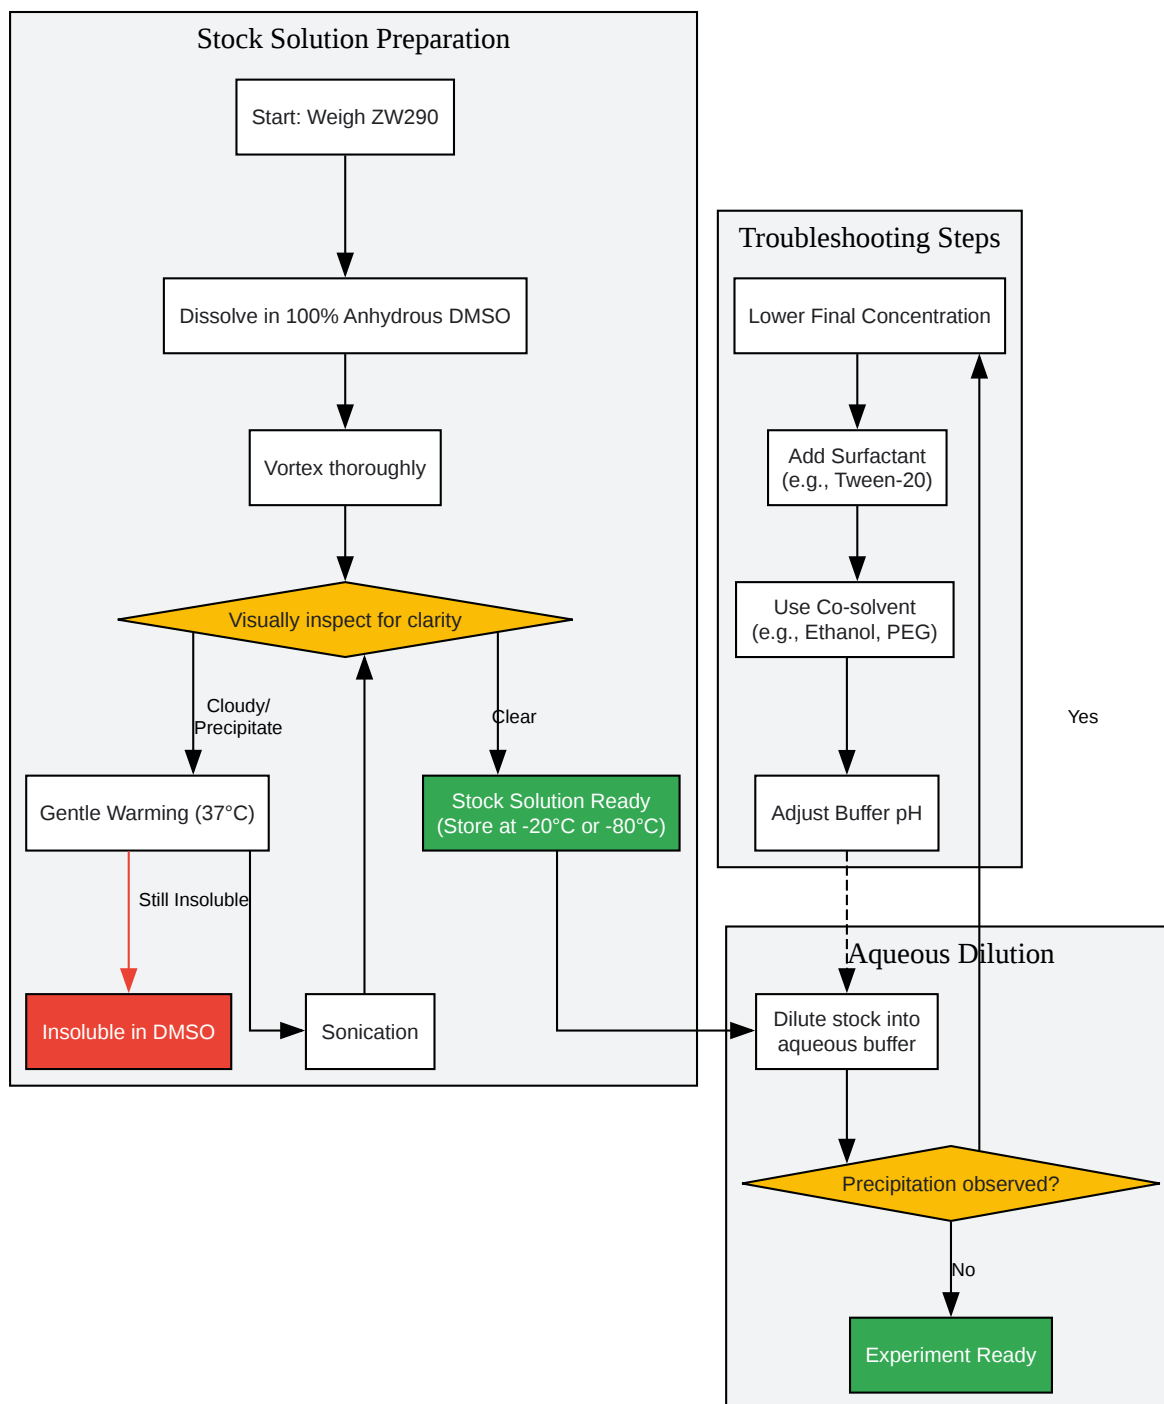 Stock Solution Preparation
Start: Weigh ZW290
Dissolve in 100% Anhydrous DMSO
Vortex thoroughly
Visually inspect for clarity
Cloudy/
Precipitate
Clear
Gentle Warming (37°C)
Stock Solution Ready
(Store at -20°C or -80°C)
Still Insoluble
Insoluble in DMSO
Sonication
Troubleshooting Steps
Lower Final Concentration
Add Surfactant
(e.g., Tween-20)
Use Co-solvent
(e.g., Ethanol, PEG)
Yes
Adjust Buffer pH
Aqueous Dilution
Dilute stock into
aqueous buffer
Precipitation observed?
No
Experiment Ready